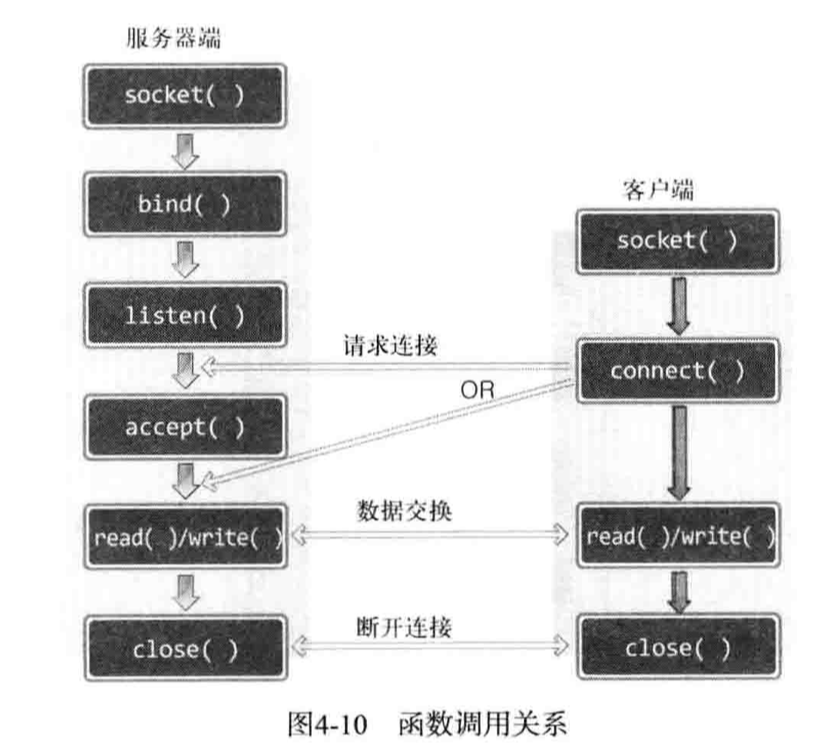 服务器端
socket( )
bind( )
listen( )
accept( )
read( )/write( )
close( )
客户端
socket( )
connect( )
read( )/write( )
close( )
请求连接
OR
数据交换
断开连接
图4-10 函数调用关系